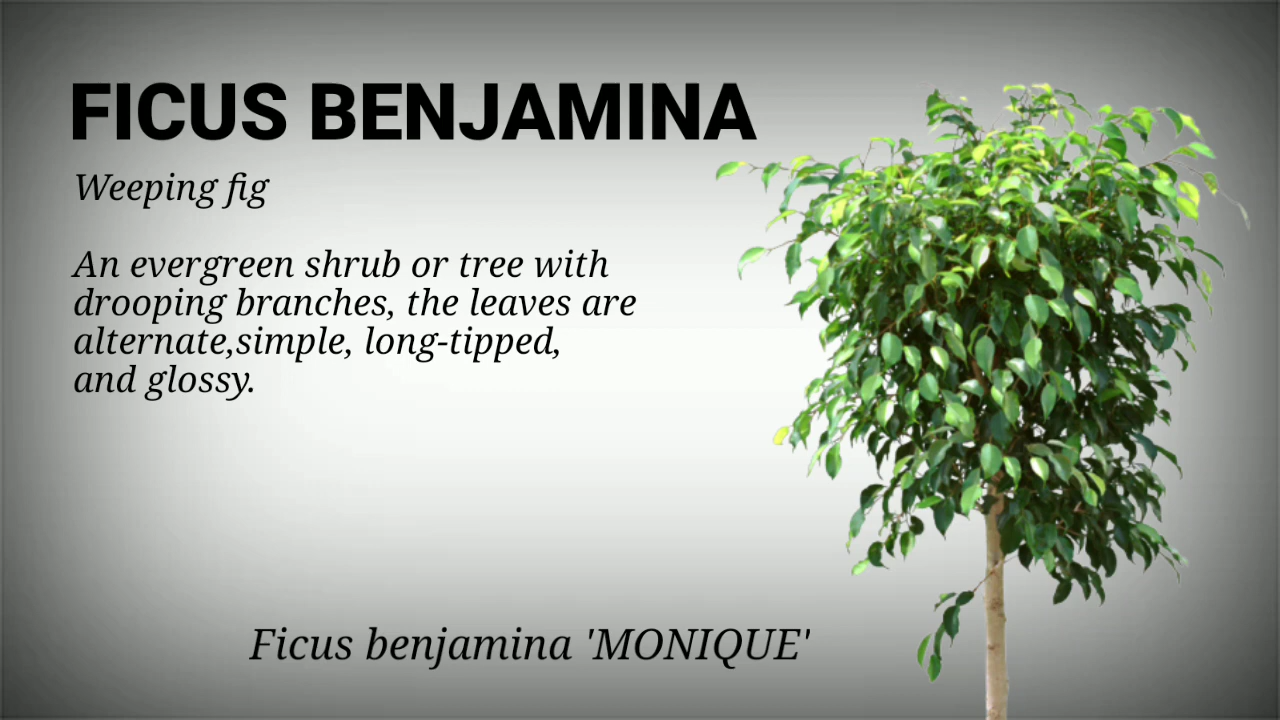 FICUS BENJAMINA
Weeping fig
An evergreen shrub or tree with
drooping branches, the leaves are
alternate,simple, long-tipped,
and glossy.
Ficus benjamina 'MONIQUE'